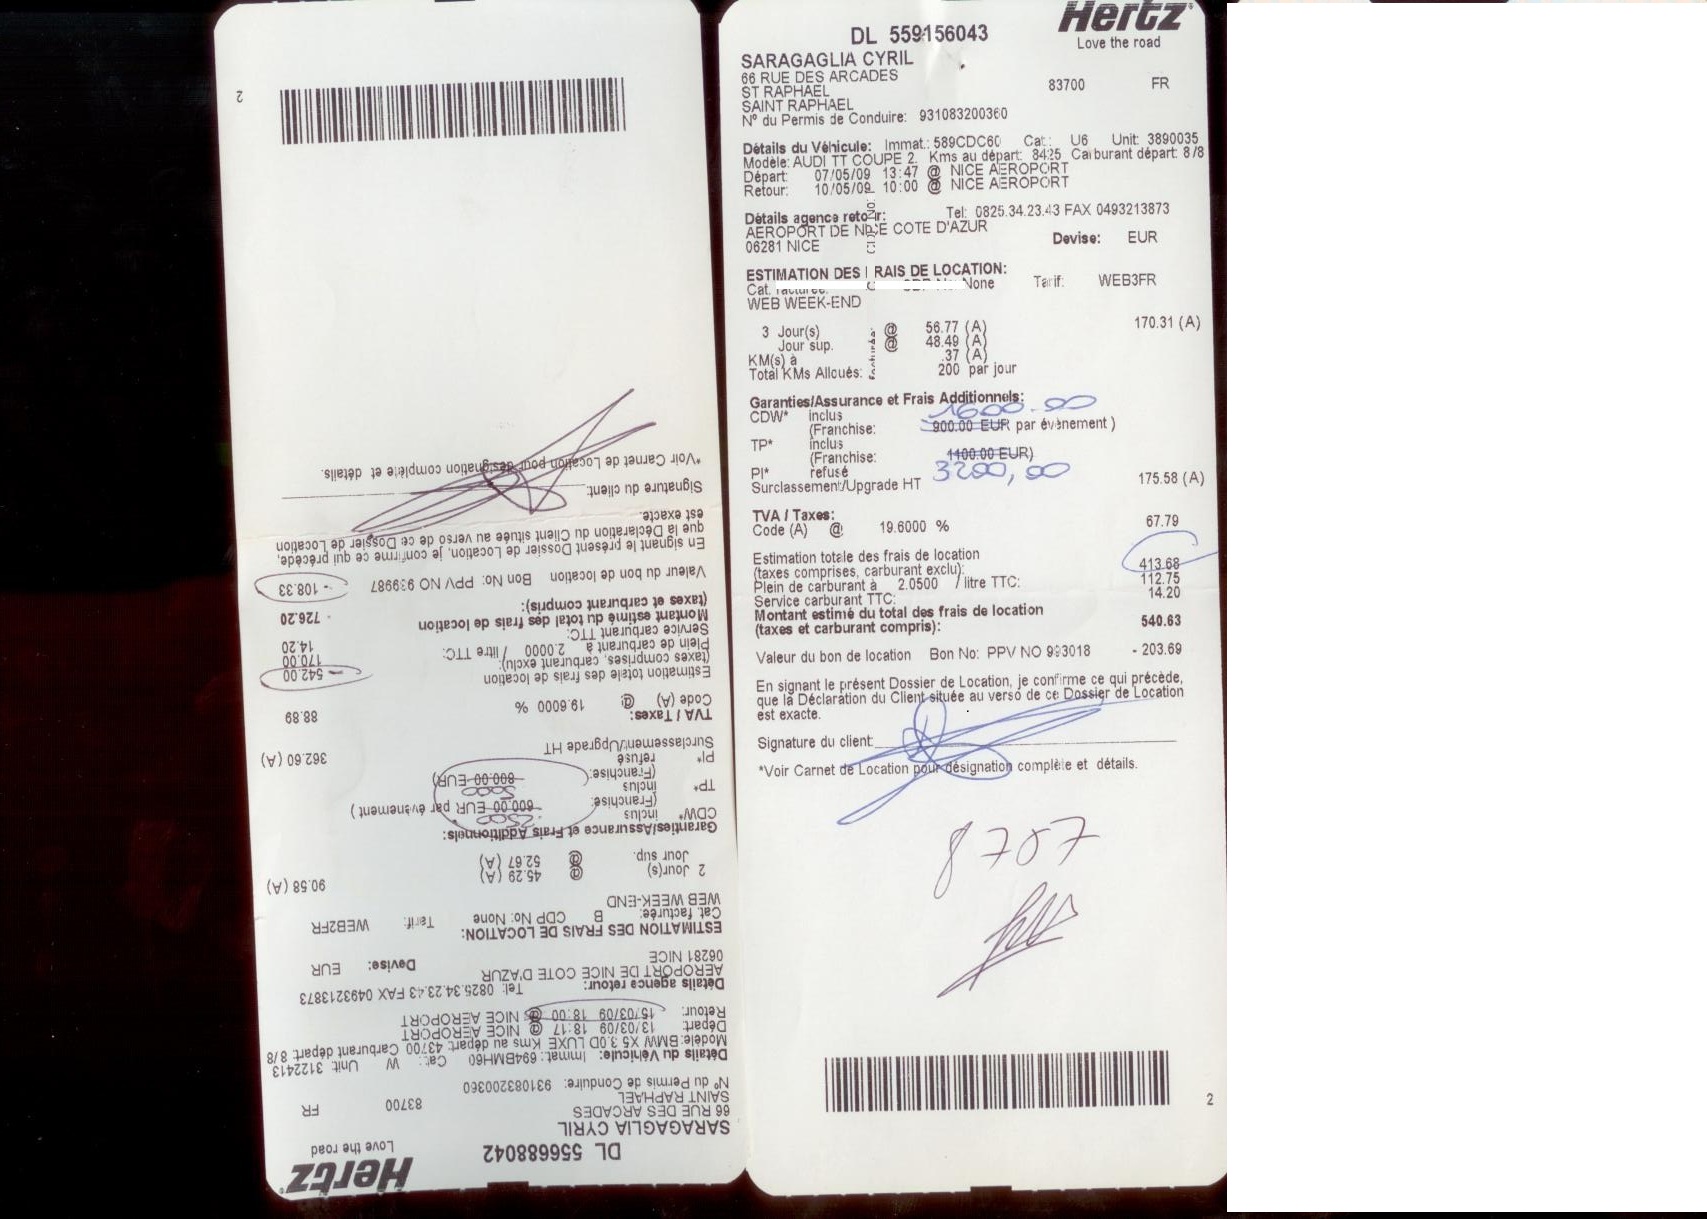 Hertz
Love the road
DL 559156043
SARAGAGLIA CYRIL
66 RUE DES ARCADES
ST RAPHAEL 83700 FR
SAINT RAPHAEL
N° du Permis de Conduire: 931083200360
Détails du Véhicule: Immat.: 589CDC60 Cat.: U6 Unit: 3890035
Modèle: AUDI TT COUPE 2. Kms au départ: 8425 Carburant départ: 8/8
Départ: 07/05/09 13:47 @ NICE AEROPORT
Retour: 10/05/09 10:00 @ NICE AEROPORT
Détails agence retour: Tel: 0825.34.23.43 FAX 0493213873
AEROPORT DE NICE COTE D'AZUR
06281 NICE Devise: EUR
ESTIMATION DES FRAIS DE LOCATION:
Cat. facturée: None Tarif: WEB3FR
WEB WEEK-END
3 Jour(s) @ 56.77 (A) 170.31 (A)
Jour sup. @ 48.49 (A)
KM(s) à .37 (A)
Total KMs Alloués: 200 par jour
Garanties/Assurance et Frais Additionnels:
1600.00
CDW* inclus
(Franchise: 900.00 EUR par évènement )
TP* inclus
(Franchise: 1400.00 EUR)
PI* refusé 3200,00
Surclassement/Upgrade HT 175.58 (A)
TVA / Taxes:
Code (A) @ 19.6000 % 67.79
Estimation totale des frais de location
(taxes comprises, carburant exclu): 413.68
Plein de carburant à 2.0500 / litre TTC: 112.75
Service carburant TTC: 14.20
Montant estimé du total des frais de location
(taxes et carburant compris): 540.63
Valeur du bon de location Bon No: PPV NO 993018 - 203.69
En signant le présent Dossier de Location, je confirme ce qui précède,
que la Déclaration du Client située au verso de ce Dossier de Location
est exacte.
Signature du client:
*Voir Carnet de Location pour désignation complète et détails.
8707
2
Hertz
Love the road
DL 556688042
SARAGAGLIA CYRIL
66 RUE DES ARCADES
SAINT RAPHAEL 83700 FR
N° du Permis de Conduire: 931083200360
Détails du Véhicule: Immat.: 694BMH60 Cat.: W Unit: 3122413
Modèle: BMW X5 3.0D LUXE Kms au départ: 43700 Carburant départ: 8/8
Départ: 13/03/09 18:17 @ NICE AEROPORT
Retour: 15/03/09 18:00 @ NICE AEROPORT
Détails agence retour: Tel: 0825.34.23.43 FAX 0493213873
AEROPORT DE NICE COTE D'AZUR
06281 NICE Devise: EUR
ESTIMATION DES FRAIS DE LOCATION:
Cat. facturée: B CDP No: None Tarif: WEB2FR
WEB WEEK-END
2 Jour(s) @ 45.29 (A) 90.58 (A)
Jour sup. @ 52.67 (A)
Garanties/Assurance et Frais Additionnels:
CDW* inclus 2500
(Franchise: 600.00 EUR par évènement )
TP* inclus 5000
(Franchise: 800.00 EUR)
PI* refusé
Surclassement/Upgrade HT 362.60 (A)
TVA / Taxes:
Code (A) @ 19.6000 % 88.89
Estimation totale des frais de location
(taxes comprises, carburant exclu): 542.00
Plein de carburant à 2.0000 / litre TTC: 170.00
Service carburant TTC: 14.20
Montant estimé du total des frais de location
(taxes et carburant compris): 726.20
Valeur du bon de location Bon No: PPV NO 939987 - 108.33
En signant le présent Dossier de Location, je confirme ce qui précède,
que la Déclaration du Client située au verso de ce Dossier de Location
est exacte.
Signature du client:
*Voir Carnet de Location pour désignation complète et détails.
2